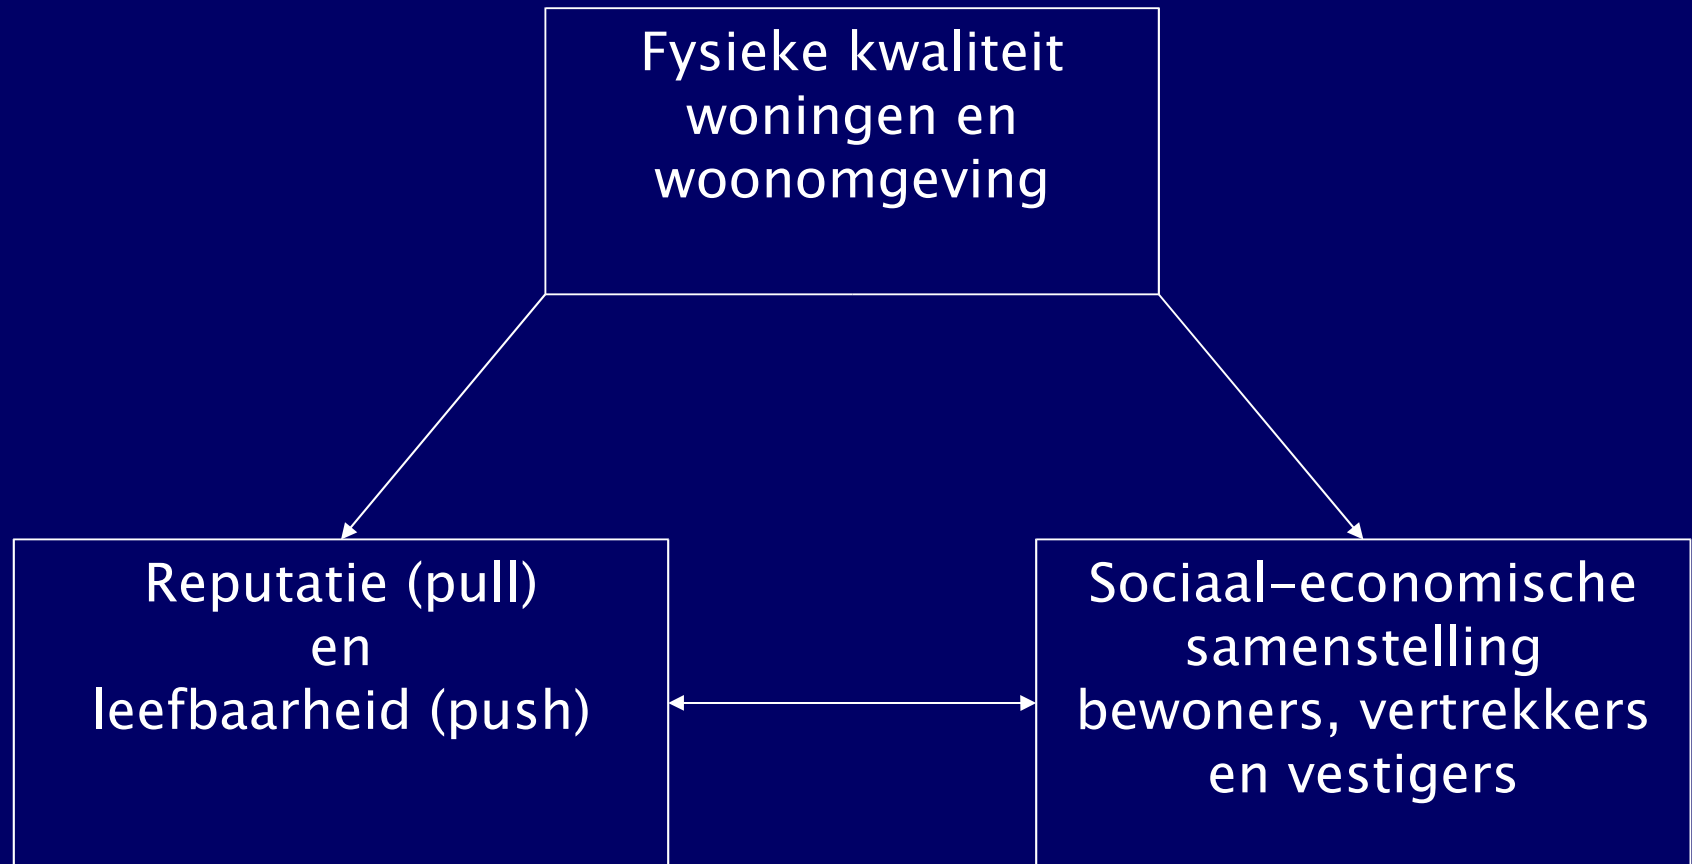 Fysieke kwaliteit
woningen en
woonomgeving
Reputatie (pull)
en
leefbaarheid (push)
Sociaal-economische
samenstelling
bewoners, vertrekkers
en vestigers